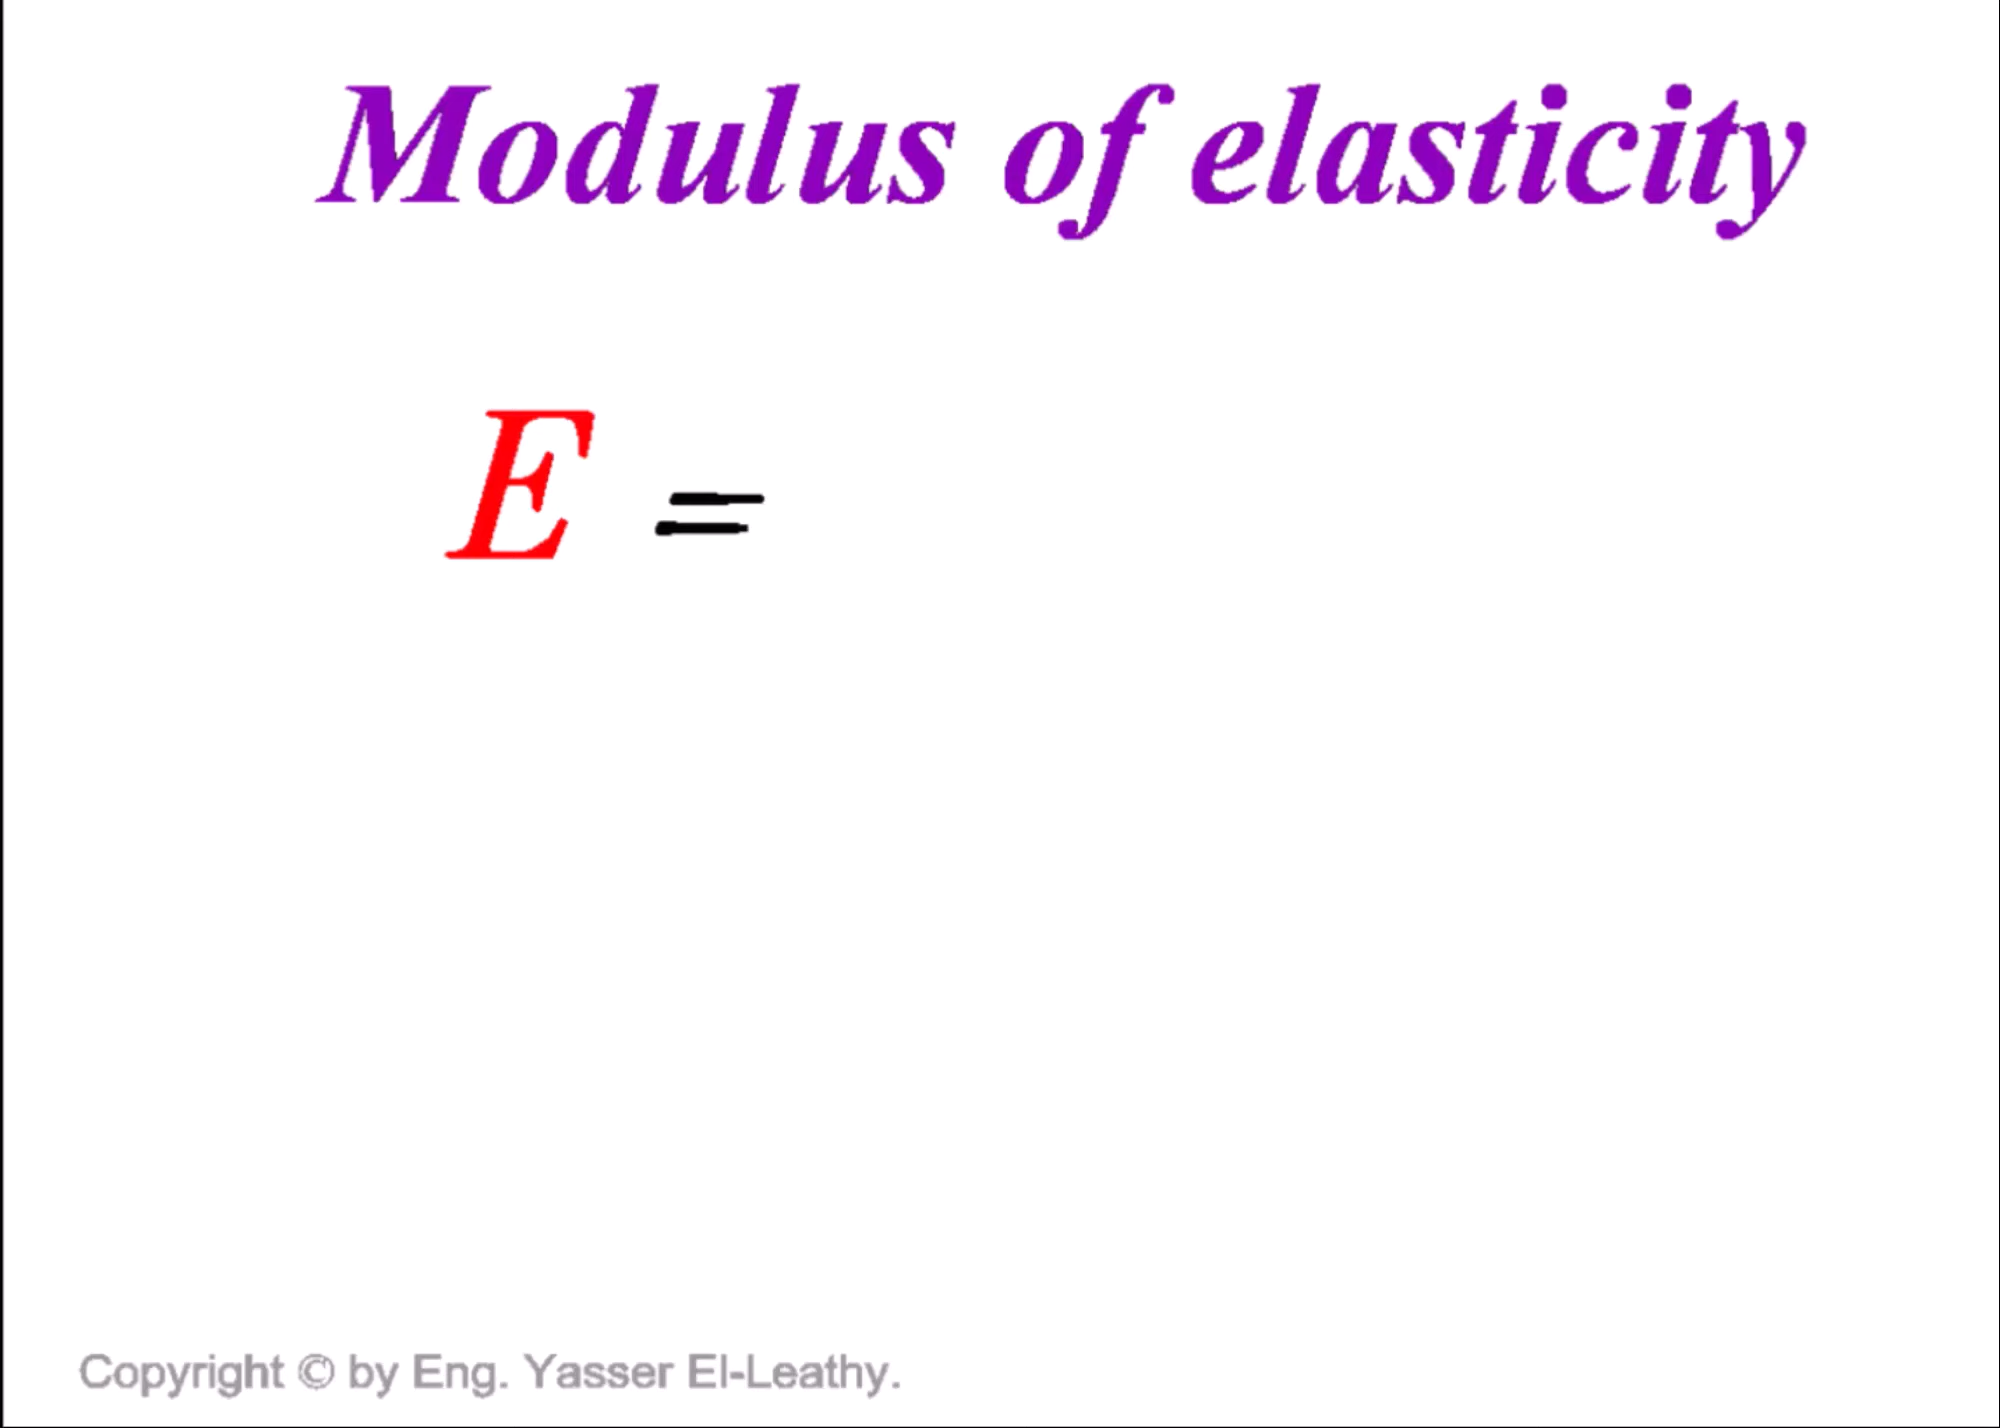 Modulus of elasticity
E =
Copyright © by Eng. Yasser El-Leathy.